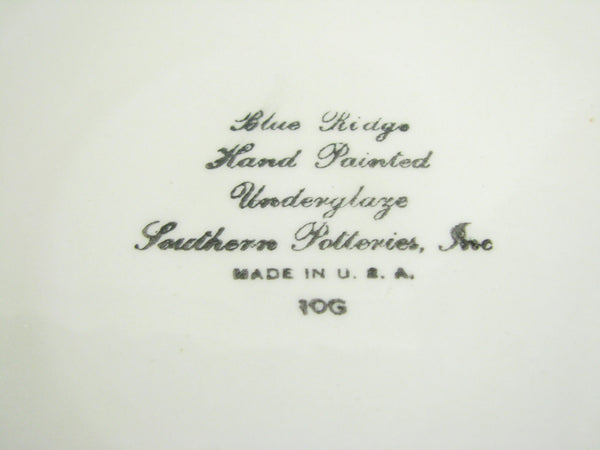 Blue Ridge
Hand Painted
Underglaze
Southern Potteries, Inc
MADE IN U. S. A.
10G